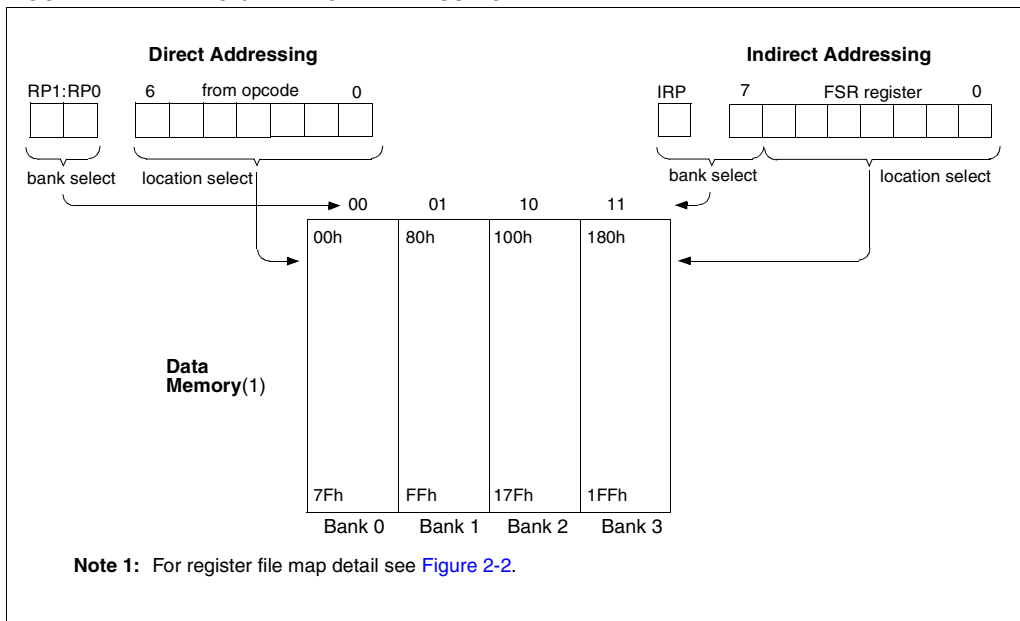 Direct Addressing
Indirect Addressing
RP1:RP0 6 from opcode 0
IRP 7 FSR register 0
bank select location select
bank select location select
00 01 10 11
00h 80h 100h 180h
Data
Memory(1)
7Fh FFh 17Fh 1FFh
Bank 0 Bank 1 Bank 2 Bank 3
Note 1: For register file map detail see Figure 2-2.